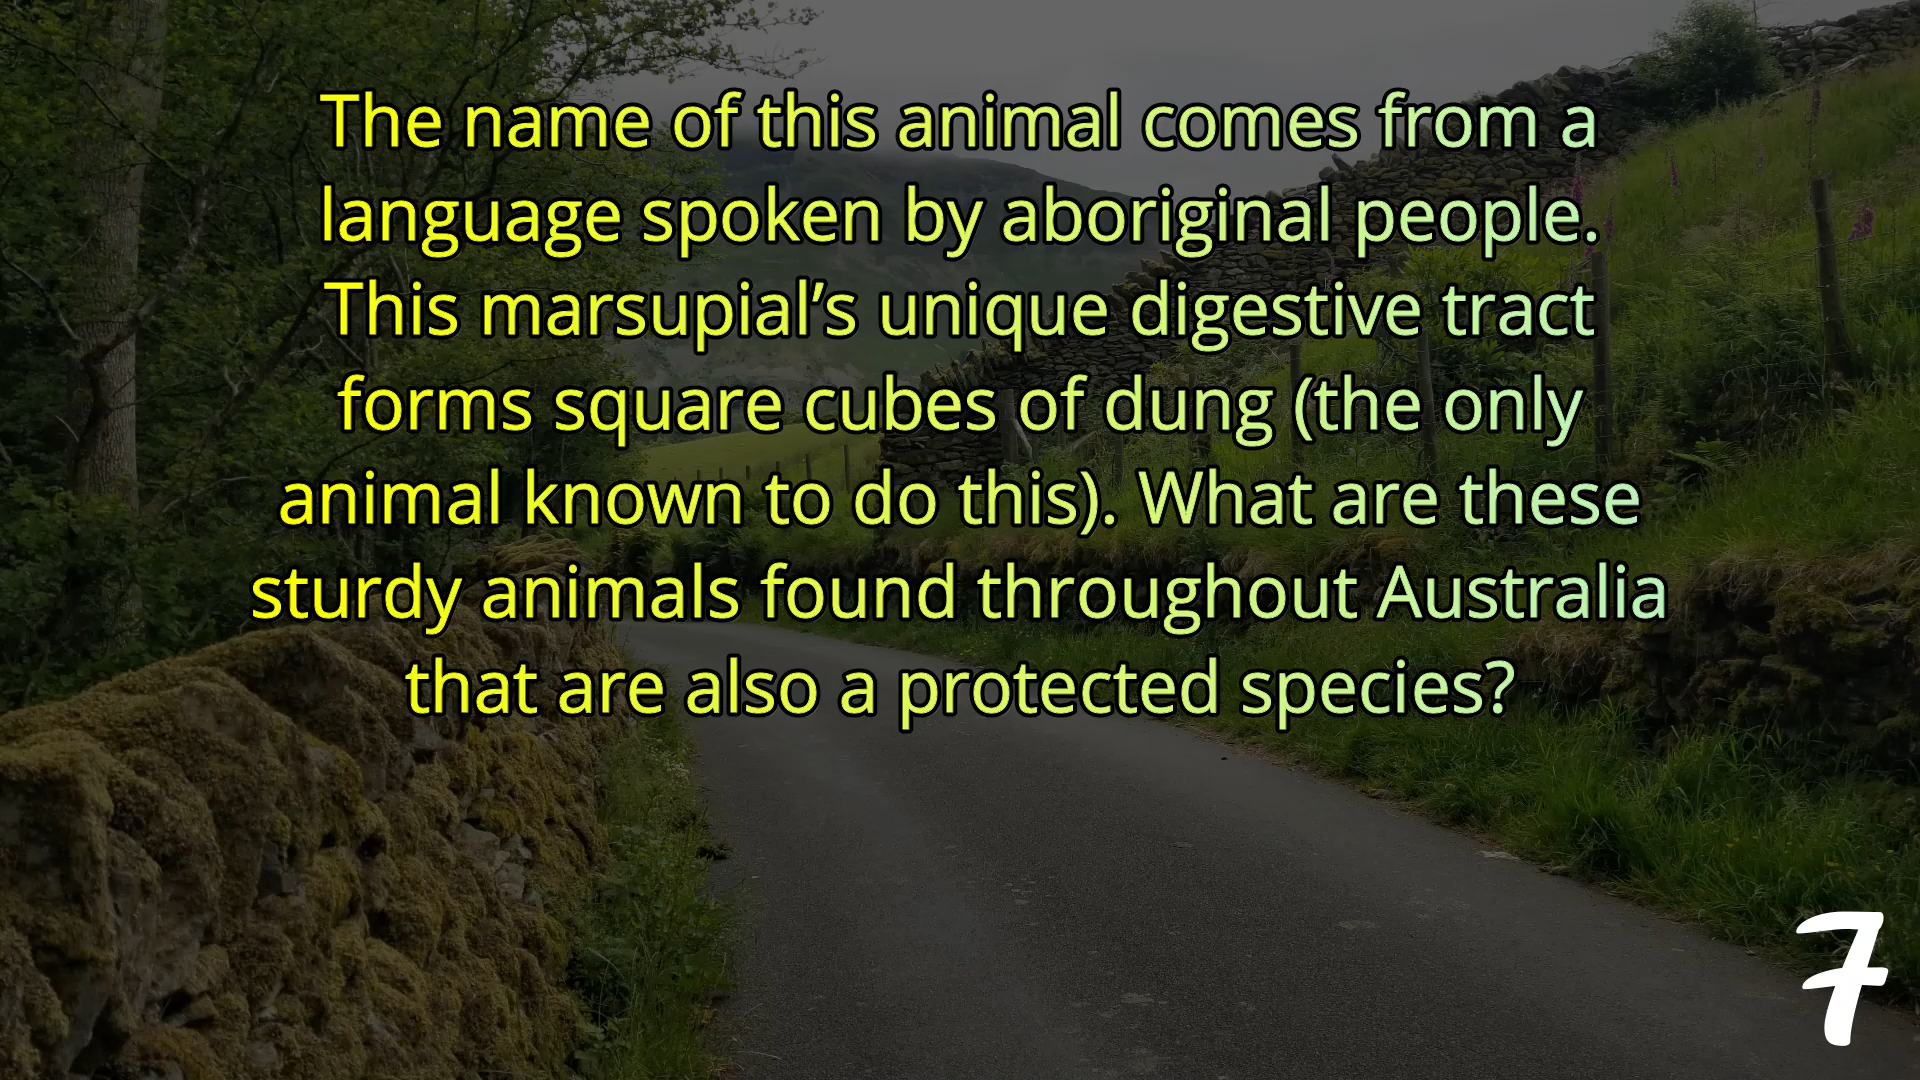 The name of this animal comes from a
language spoken by aboriginal people.
This marsupial’s unique digestive tract
forms square cubes of dung (the only
animal known to do this). What are these
sturdy animals found throughout Australia
that are also a protected species?
7